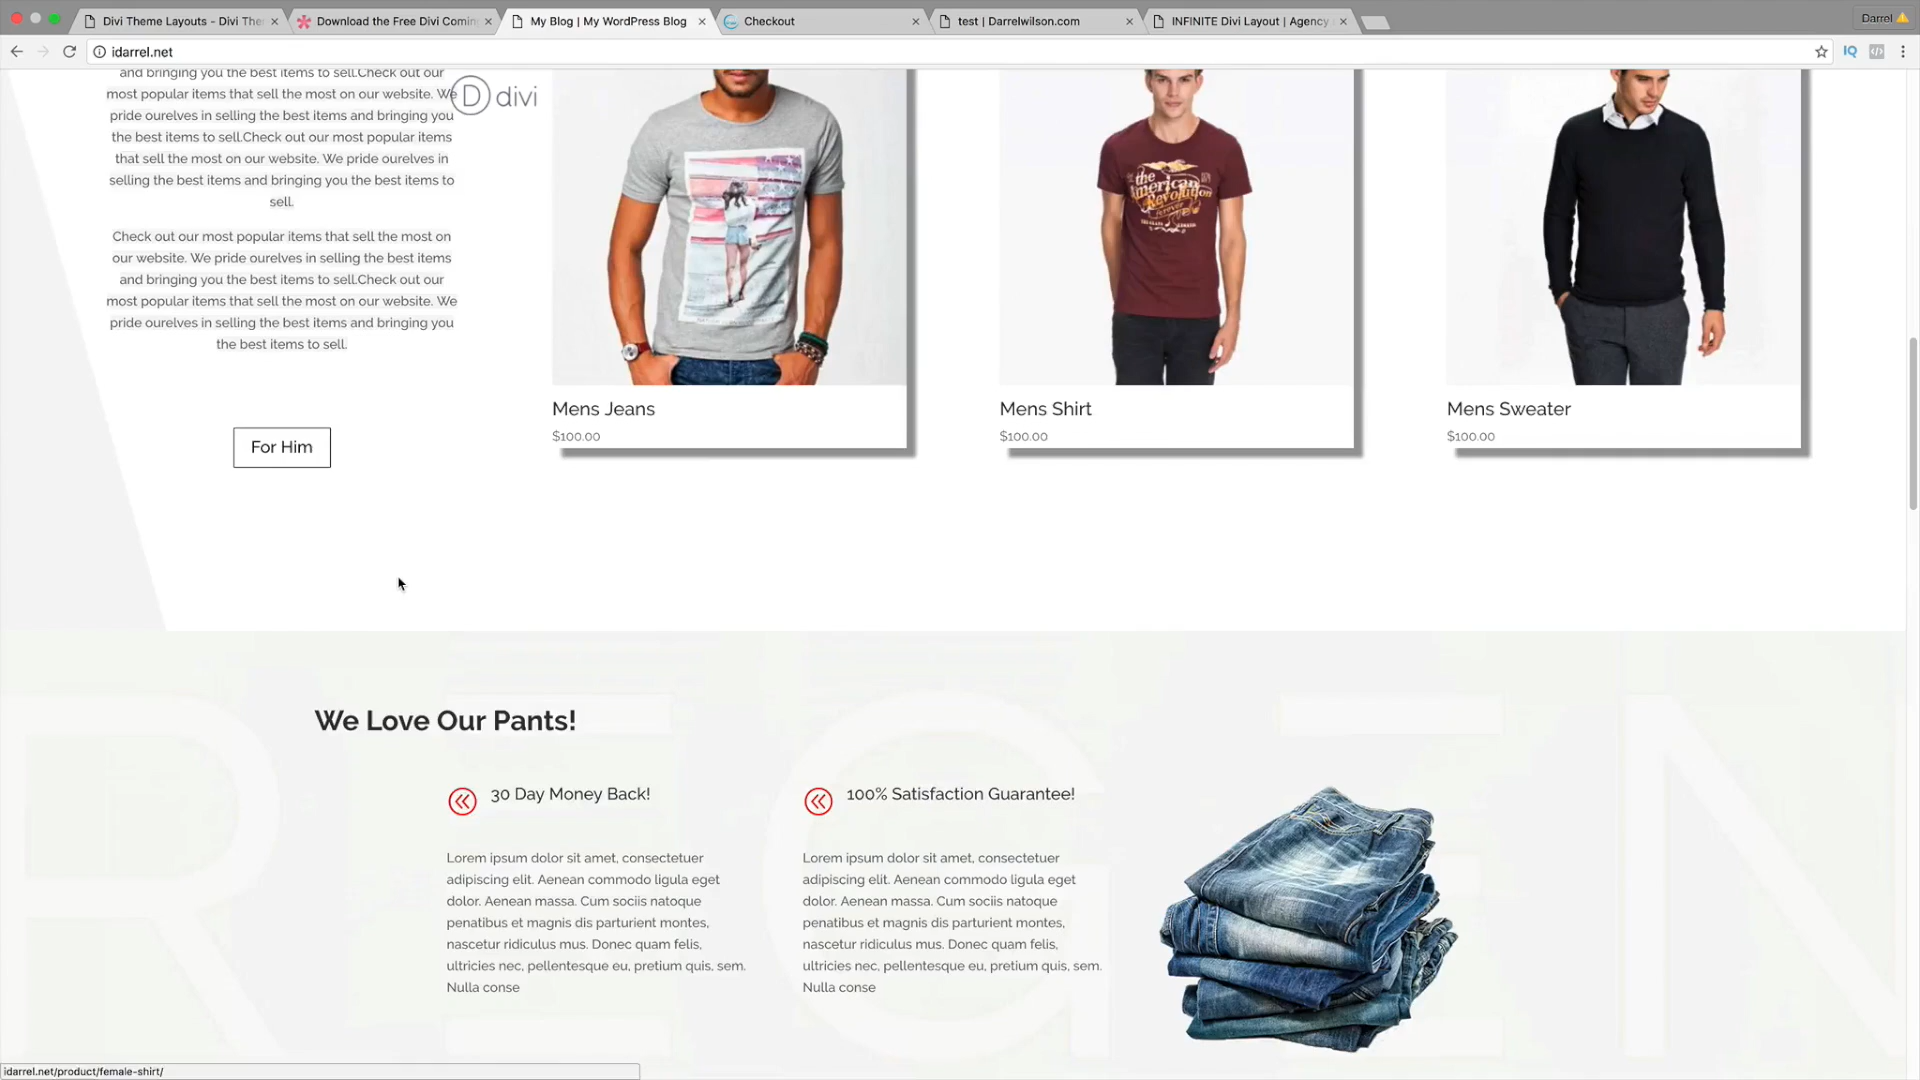 Divi Theme Layouts - Divi Ther
Download the Free Divi Coming
My Blog | My WordPress Blog
Checkout
test | Darrelwilson.com
INFINITE Divi Layout | Agency
Darrel
idarrel.net
IQ
and bringing you the best items to sell.Check out our
most popular items that sell the most on our website. We
pride ourelves in selling the best items and bringing you
the best items to sell.Check out our most popular items
that sell the most on our website. We pride ourelves in
selling the best items and bringing you the best items to
sell.
D divi
Check out our most popular items that sell the most on
our website. We pride ourelves in selling the best items
and bringing you the best items to sell.Check out our
most popular items that sell the most on our website. We
pride ourelves in selling the best items and bringing you
the best items to sell.
For Him
the
American
Revolution
Mens Jeans
$100.00
Mens Shirt
$100.00
Mens Sweater
$100.00
REGEN
We Love Our Pants!
30 Day Money Back!
Lorem ipsum dolor sit amet, consectetuer
adipiscing elit. Aenean commodo ligula eget
dolor. Aenean massa. Cum sociis natoque
penatibus et magnis dis parturient montes,
nascetur ridiculus mus. Donec quam felis,
ultricies nec, pellentesque eu, pretium quis, sem.
Nulla conse
100% Satisfaction Guarantee!
Lorem ipsum dolor sit amet, consectetuer
adipiscing elit. Aenean commodo ligula eget
dolor. Aenean massa. Cum sociis natoque
penatibus et magnis dis parturient montes,
nascetur ridiculus mus. Donec quam felis,
ultricies nec, pellentesque eu, pretium quis, sem.
Nulla conse
idarrel.net/product/female-shirt/